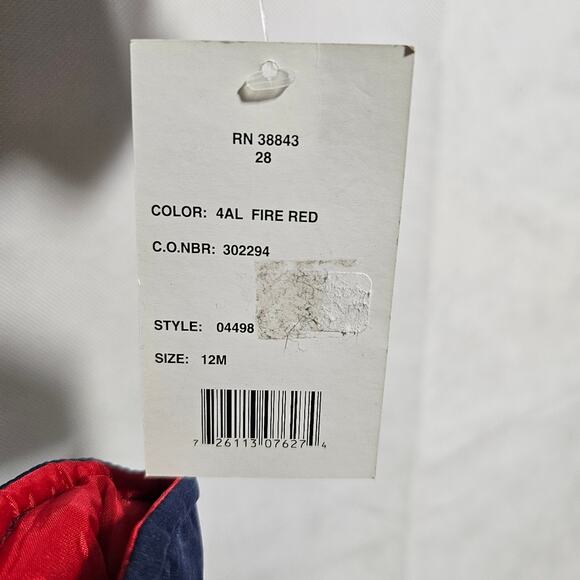 RN 38843
28
COLOR: 4AL FIRE RED
C.O.NBR: 302294
STYLE: 04498
SIZE: 12M
7 26113 07627 4